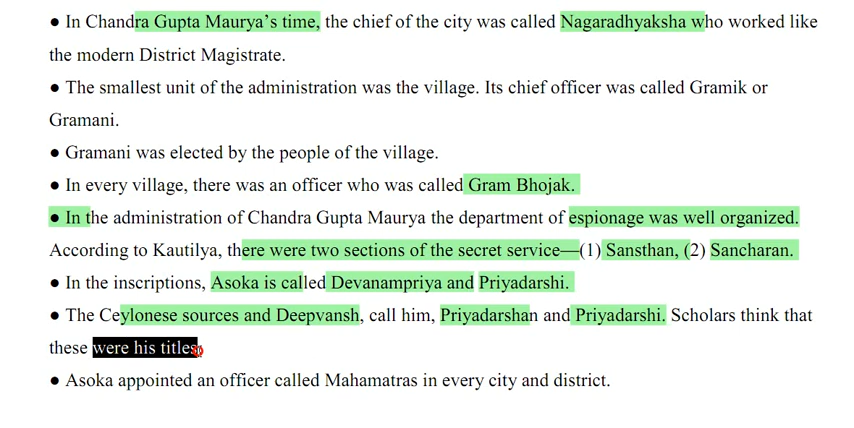 ● In Chandra Gupta Maurya’s time, the chief of the city was called Nagaradhyaksha who worked like
the modern District Magistrate.
● The smallest unit of the administration was the village. Its chief officer was called Gramik or
Gramani.
● Gramani was elected by the people of the village.
● In every village, there was an officer who was called Gram Bhojak.
● In the administration of Chandra Gupta Maurya the department of espionage was well organized.
According to Kautilya, there were two sections of the secret service—(1) Sansthan, (2) Sancharan.
● In the inscriptions, Asoka is called Devanampriya and Priyadarshi.
● The Ceylonese sources and Deepvansh, call him, Priyadarshan and Priyadarshi. Scholars think that
these were his titles.
● Asoka appointed an officer called Mahamatras in every city and district.